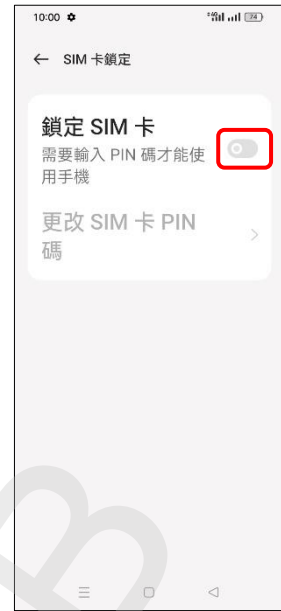 10:00 74
← SIM 卡鎖定
鎖定 SIM 卡
需要輸入 PIN 碼才能使
用手機
更改 SIM 卡 PIN
碼